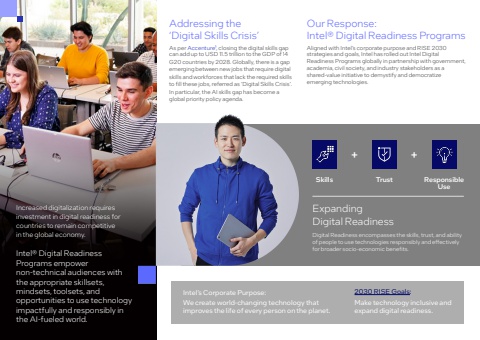 Increased digitalization requires
investment in digital readiness for
countries to remain competitive
in the global economy.
Intel® Digital Readiness
Programs empower
non-technical audiences with
the appropriate skillsets,
mindsets, toolsets, and
opportunities to use technology
impactfully and responsibly in
the AI-fueled world.
Addressing the
‘Digital Skills Crisis’
As per Accenture¹, closing the digital skills gap
can add up to USD 11.5 trillion to the GDP of 14
G20 countries by 2028. Globally, there is a gap
emerging between new jobs that require digital
skills and workforces that lack the required skills
to fill these jobs, referred as ‘Digital Skills Crisis’.
In particular, the AI skills gap has become a
global priority policy agenda.
Our Response:
Intel® Digital Readiness Programs
Aligned with Intel’s corporate purpose and RISE 2030
strategies and goals, Intel has rolled out Intel Digital
Readiness Programs globally in partnership with government,
academia, civil society, and industry stakeholders as a
shared-value initiative to demystify and democratize
emerging technologies.
+ +
Skills Trust Responsible
Use
Expanding
Digital Readiness
Digital Readiness encompasses the skills, trust, and ability
of people to use technologies responsibly and effectively
for broader socio-economic benefits.
Intel’s Corporate Purpose:
We create world-changing technology that
improves the life of every person on the planet.
2030 RISE Goals:
Make technology inclusive and
expand digital readiness.